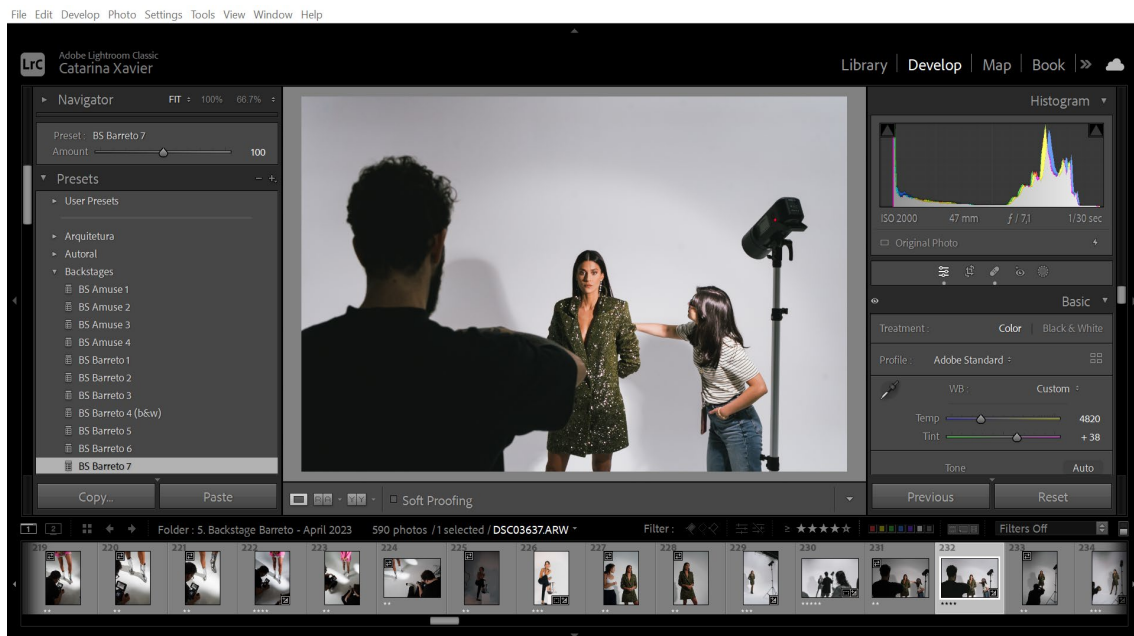 File Edit Develop Photo Settings Tools View Window Help
LrC
Adobe Lightroom Classic
Catarina Xavier
Library | Develop | Map | Book
Navigator FIT 100% 66.7%
Preset: BS Barreto 7
Amount 100
Presets
User Presets
Arquitetura
Autoral
Backstages
BS Amuse 1
BS Amuse 2
BS Amuse 3
BS Amuse 4
BS Barreto 1
BS Barreto 2
BS Barreto 3
BS Barreto 4 (b&w)
BS Barreto 5
BS Barreto 6
BS Barreto 7
Copy... Paste
Soft Proofing
Histogram
ISO 2000 47 mm ƒ / 7,1 1/30 sec
Original Photo
Basic
Treatment: Color | Black & White
Profile: Adobe Standard
WB: Custom
Temp 4820
Tint + 38
Tone Auto
Previous Reset
1 2 Folder : 5. Backstage Barreto - April 2023 590 photos / 1 selected / DSC03637.ARW Filter: ≥ ★★★★★ Filters Off
219 220 221 222 223 224 225 226 227 228 229 230 231 232 233 234